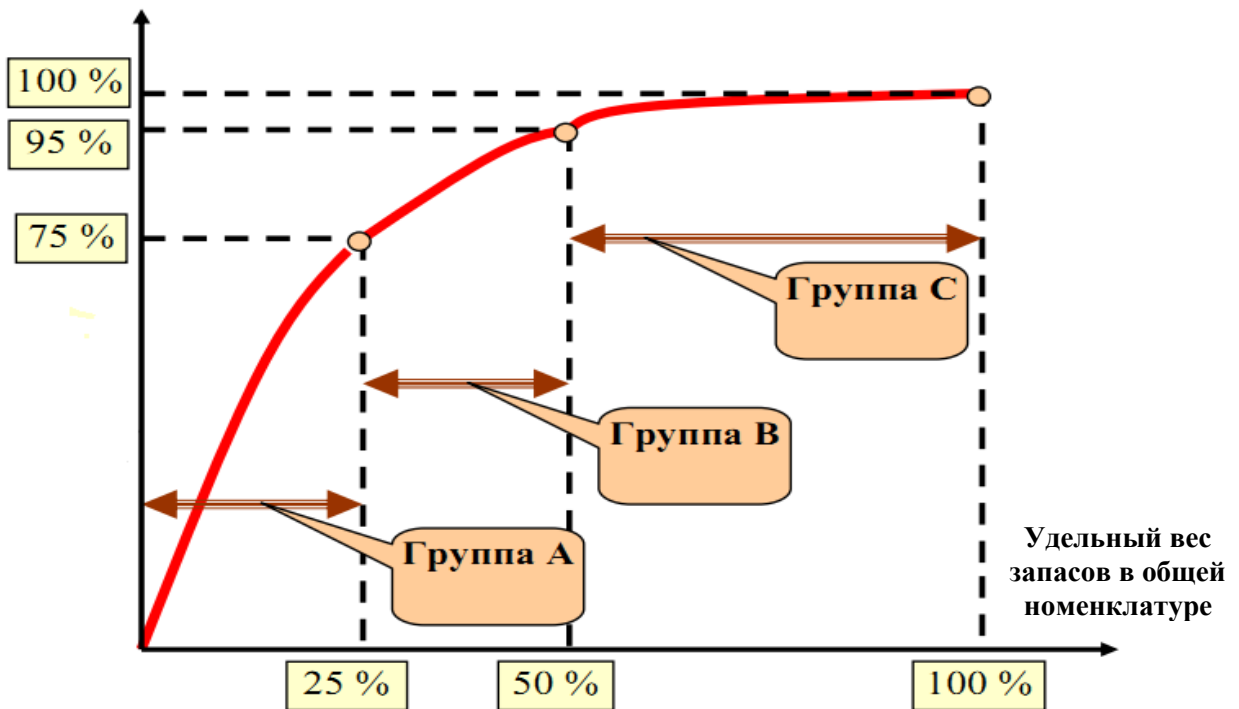 100 %
95 %
75 %
Группа С
Группа В
Группа А
Удельный вес
запасов в общей
номенклатуре
25 %
50 %
100 %